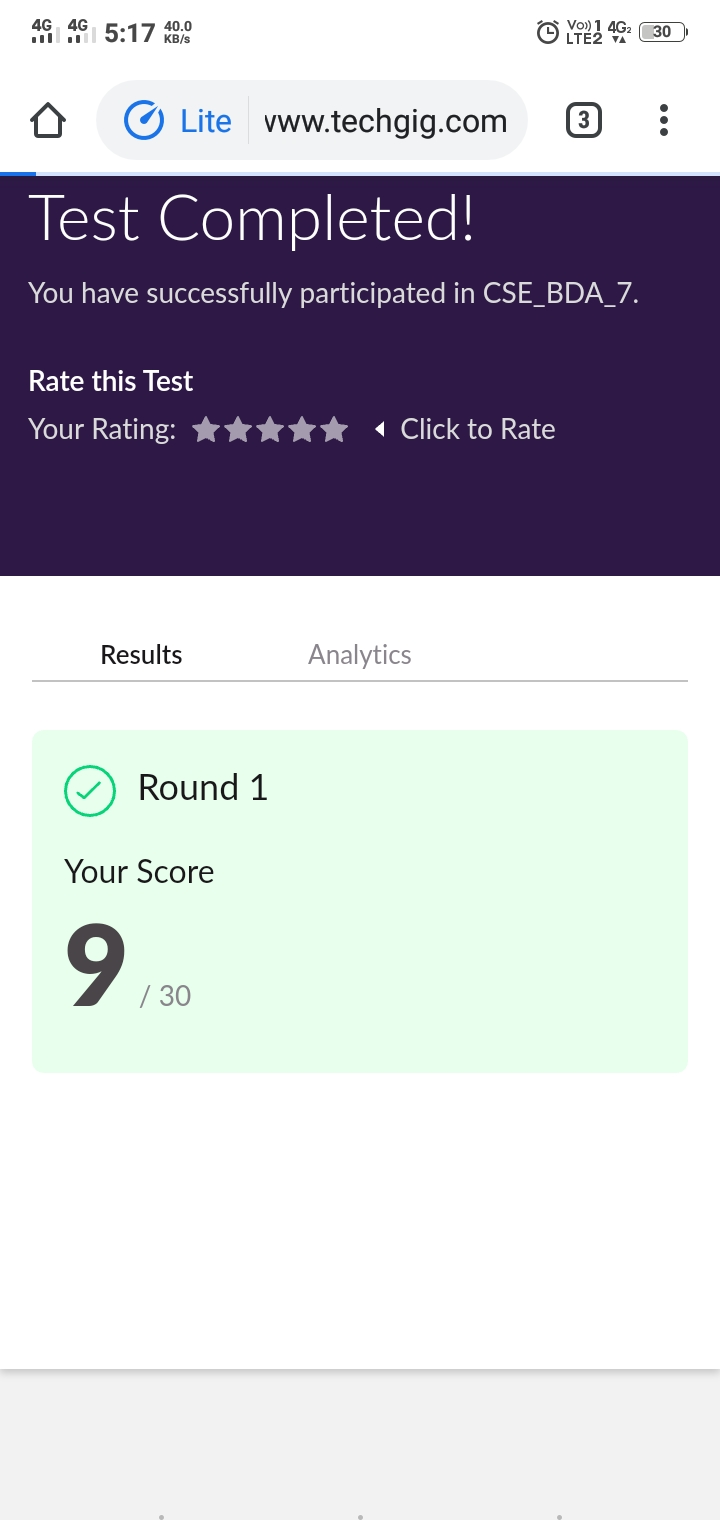 4G 4G 5:17 40.0 KB/s Vo)) 1 LTE2 4G2 30
Lite www.techgig.com 3
Test Completed!
You have successfully participated in CSE_BDA_7.
Rate this Test
Your Rating: Click to Rate
Results Analytics
Round 1
Your Score
9 / 30